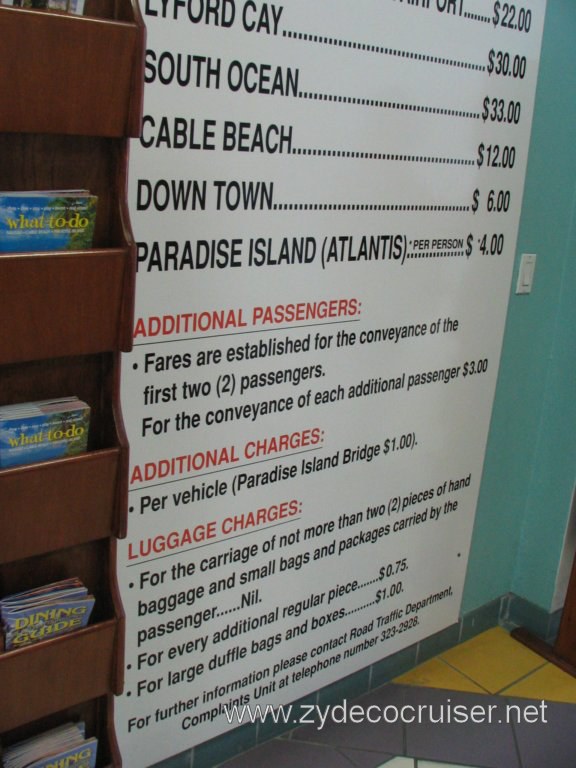 AIRPORT.......$22.00
LYFORD CAY...............................$30.00
SOUTH OCEAN...........................$33.00
CABLE BEACH...........................$12.00
DOWN TOWN.............................$ 6.00
PARADISE ISLAND (ATLANTIS)*PER PERSON...........$ *4.00
ADDITIONAL PASSENGERS:
• Fares are established for the conveyance of the
first two (2) passengers.
For the conveyance of each additional passenger $3.00
ADDITIONAL CHARGES:
• Per vehicle (Paradise Island Bridge $1.00).
LUGGAGE CHARGES:
• For the carriage of not more than two (2) pieces of hand
baggage and small bags and packages carried by the
passenger......Nil.
• For every additional regular piece.......$0.75.
• For large duffle bags and boxes..........$1.00.
For further information please contact Road Traffic Department,
Complaints Unit at telephone number 323-2928.
what-to-do
what-to-do
DINING
GUIDE
DINING
www.zydecocruiser.net